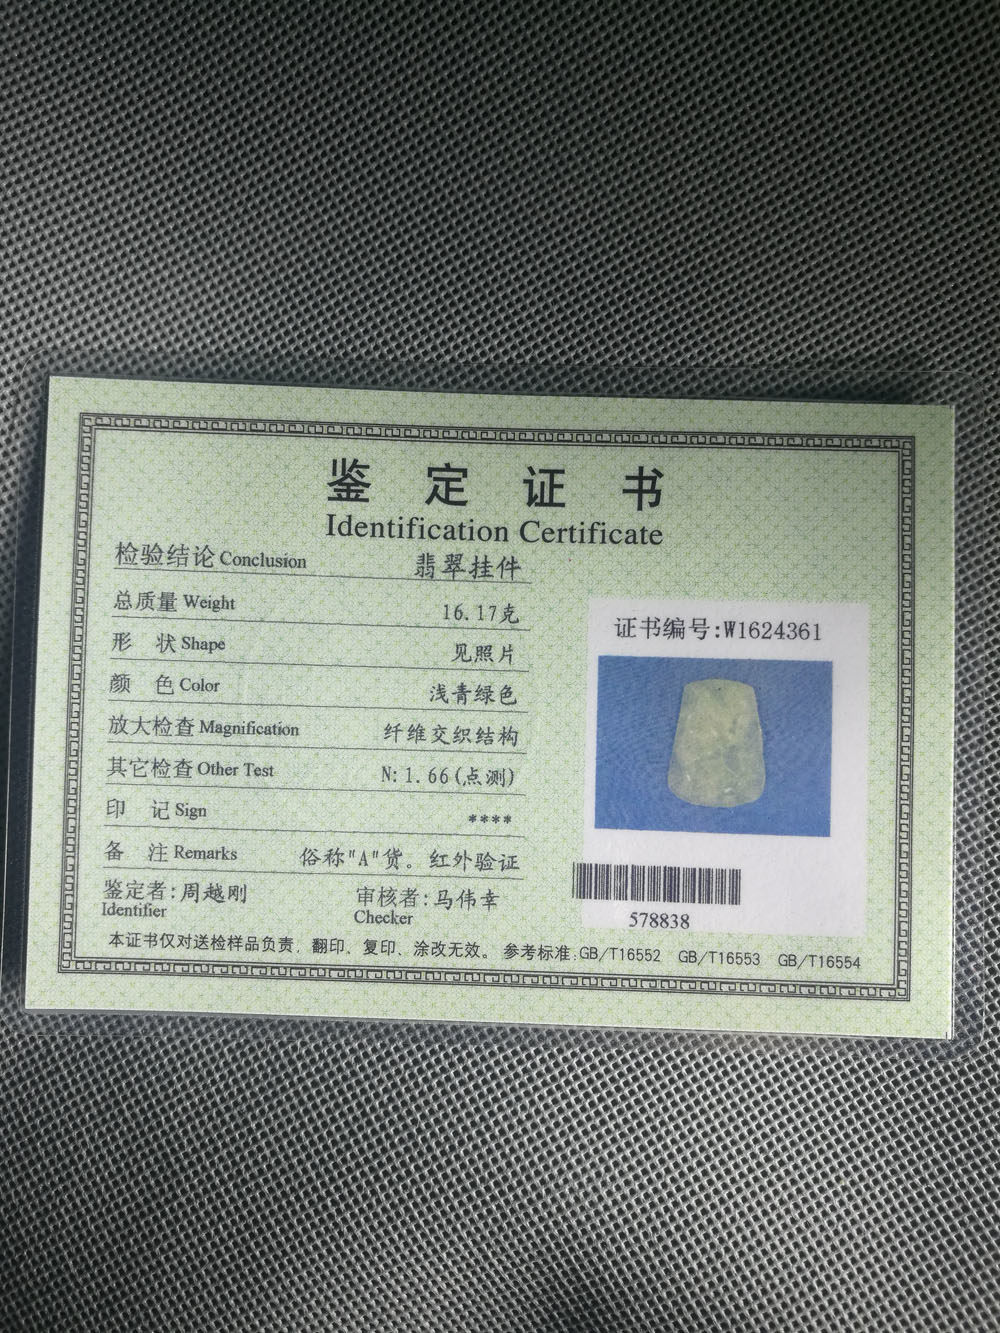 鉴定证书
Identification Certificate
检验结论 Conclusion 翡翠挂件
总质量 Weight 16.17克
形 状 Shape 见照片
颜 色 Color 浅青绿色
放大检查 Magnification 纤维交织结构
其它检查 Other Test N:1.66(点测)
印 记 Sign ****
备 注 Remarks 俗称"A"货。红外验证
鉴定者:周越刚 审核者:马伟幸
Identifier Checker
证书编号:W1624361
578838
本证书仅对送检样品负责,翻印、复印、涂改无效。 参考标准:GB/T16552 GB/T16553 GB/T16554